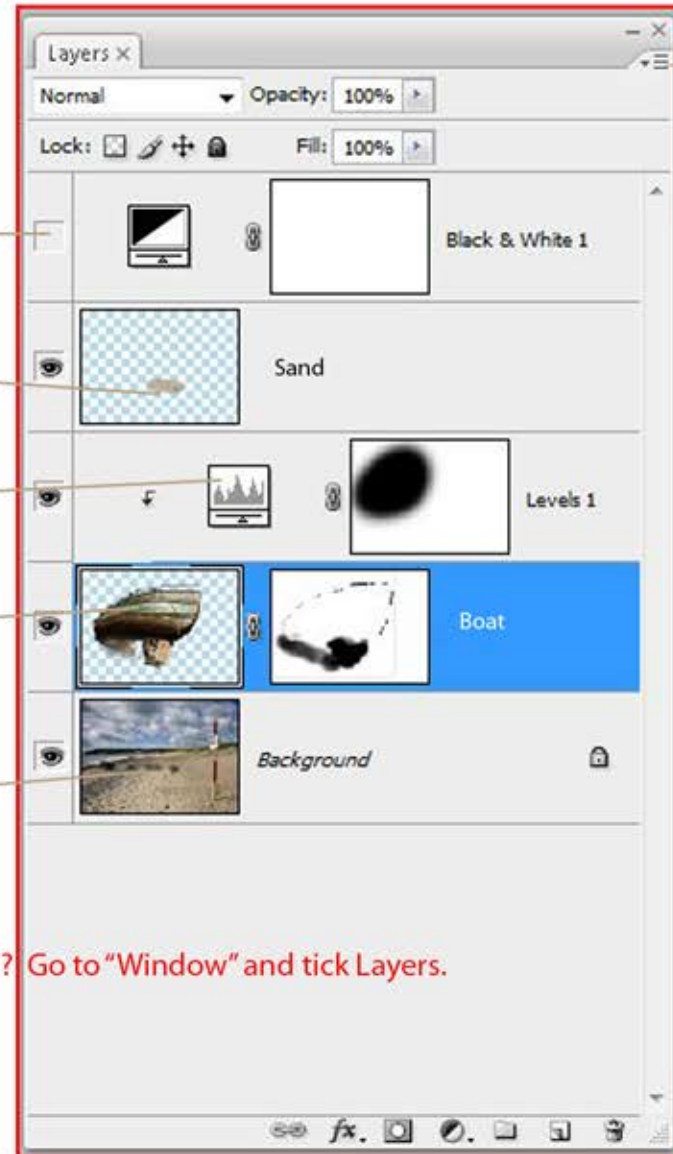 Layers ×
Normal Opacity: 100%
Lock: Fill: 100%
Black & White 1
Sand
Levels 1
Boat
Background
? Go to "Window" and tick Layers.
fx.